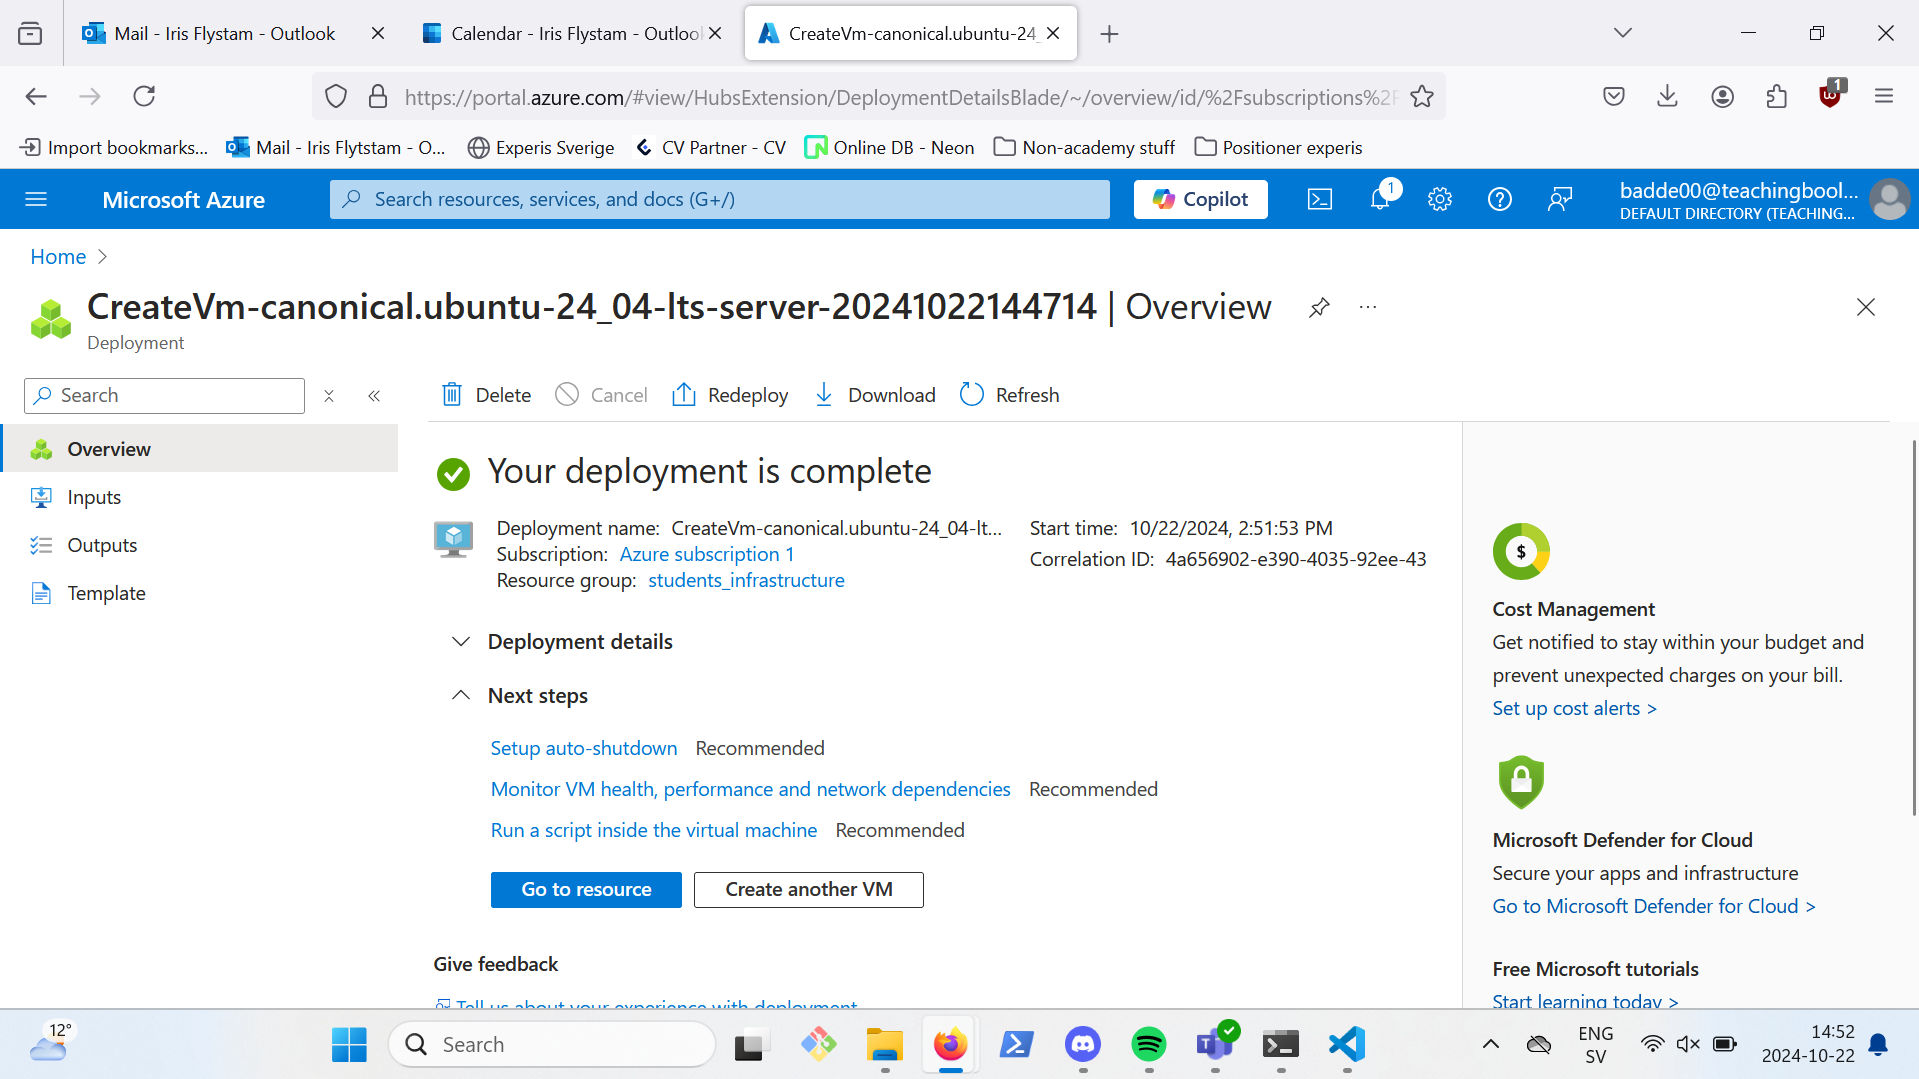 Mail - Iris Flystam - Outlook
Calendar - Iris Flystam - Outloo
CreateVm-canonical.ubuntu-24_
https://portal.azure.com/#view/HubsExtension/DeploymentDetailsBlade/~/overview/id/%2Fsubscriptions%2F
1
Import bookmarks...
Mail - Iris Flytstam - O...
Experis Sverige
CV Partner - CV
Online DB - Neon
Non-academy stuff
Positioner experis
Microsoft Azure
Search resources, services, and docs (G+/)
Copilot
1
badde00@teachingbool...
DEFAULT DIRECTORY (TEACHING...
Home
CreateVm-canonical.ubuntu-24_04-lts-server-20241022144714 | Overview
Deployment
Search
Delete
Cancel
Redeploy
Download
Refresh
Overview
Inputs
Outputs
Template
Your deployment is complete
Deployment name: CreateVm-canonical.ubuntu-24_04-lt...
Subscription: Azure subscription 1
Resource group: students_infrastructure
Start time: 10/22/2024, 2:51:53 PM
Correlation ID: 4a656902-e390-4035-92ee-43
Deployment details
Next steps
Setup auto-shutdown Recommended
Monitor VM health, performance and network dependencies Recommended
Run a script inside the virtual machine Recommended
Go to resource
Create another VM
Give feedback
Tell us about your experience with deployment
$
Cost Management
Get notified to stay within your budget and
prevent unexpected charges on your bill.
Set up cost alerts >
Microsoft Defender for Cloud
Secure your apps and infrastructure
Go to Microsoft Defender for Cloud >
Free Microsoft tutorials
Start learning today >
12°
Search
ENG
SV
14:52
2024-10-22